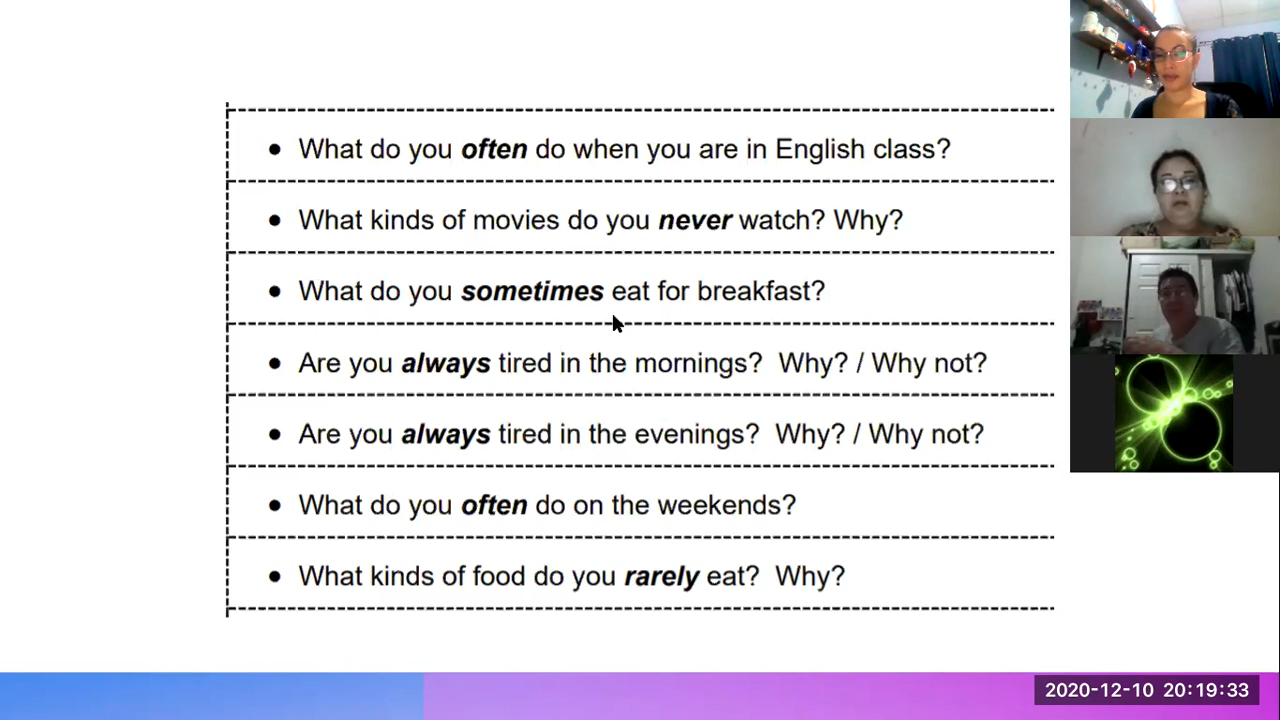 • What do you often do when you are in English class?
• What kinds of movies do you never watch? Why?
• What do you sometimes eat for breakfast?
• Are you always tired in the mornings?  Why? / Why not?
• Are you always tired in the evenings?  Why? / Why not?
• What do you often do on the weekends?
• What kinds of food do you rarely eat?  Why?
2020-12-10 20:19:33